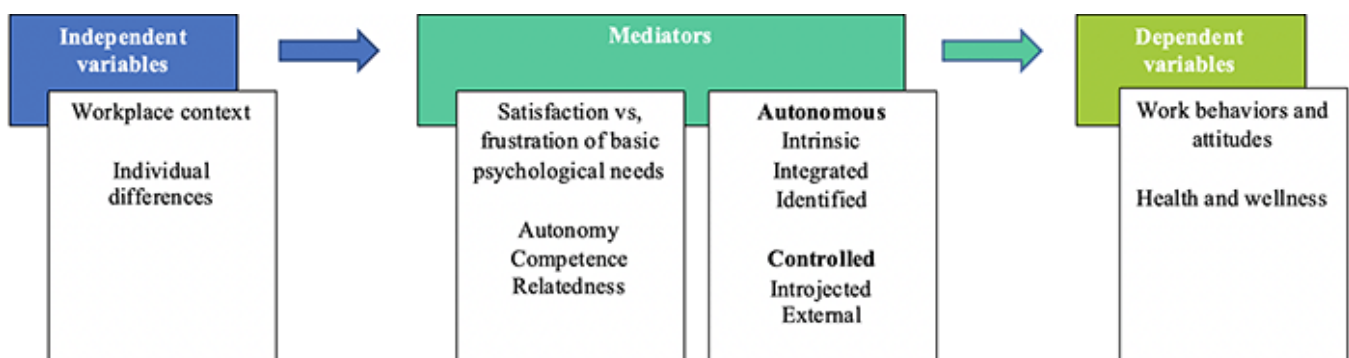 Independent
variables
Workplace context
Individual
differences
Mediators
Satisfaction vs,
frustration of basic
psychological needs
Autonomy
Competence
Relatedness
Autonomous
Intrinsic
Integrated
Identified
Controlled
Introjected
External
Dependent
variables
Work behaviors and
attitudes
Health and wellness